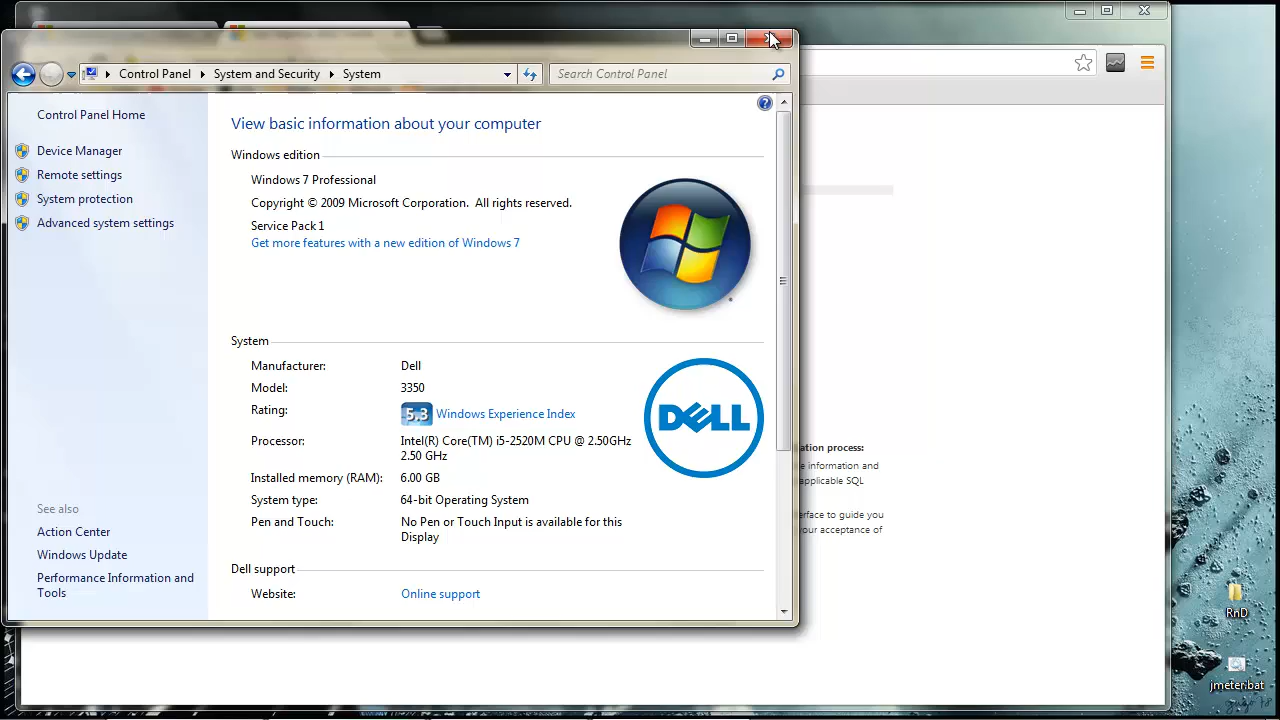 Control Panel System and Security System
Search Control Panel
Control Panel Home
Device Manager
Remote settings
System protection
Advanced system settings
See also
Action Center
Windows Update
Performance Information and
Tools
View basic information about your computer
Windows edition
Windows 7 Professional
Copyright © 2009 Microsoft Corporation. All rights reserved.
Service Pack 1
Get more features with a new edition of Windows 7
System
Manufacturer: Dell
Model: 3350
Rating: 5.3 Windows Experience Index
Processor: Intel(R) Core(TM) i5-2520M CPU @ 2.50GHz
2.50 GHz
Installed memory (RAM): 6.00 GB
System type: 64-bit Operating System
Pen and Touch: No Pen or Touch Input is available for this
Display
DELL
Dell support
Website: Online support
ation process:
e information and
applicable SQL
erface to guide you
your acceptance of
RnD
jmeter.bat